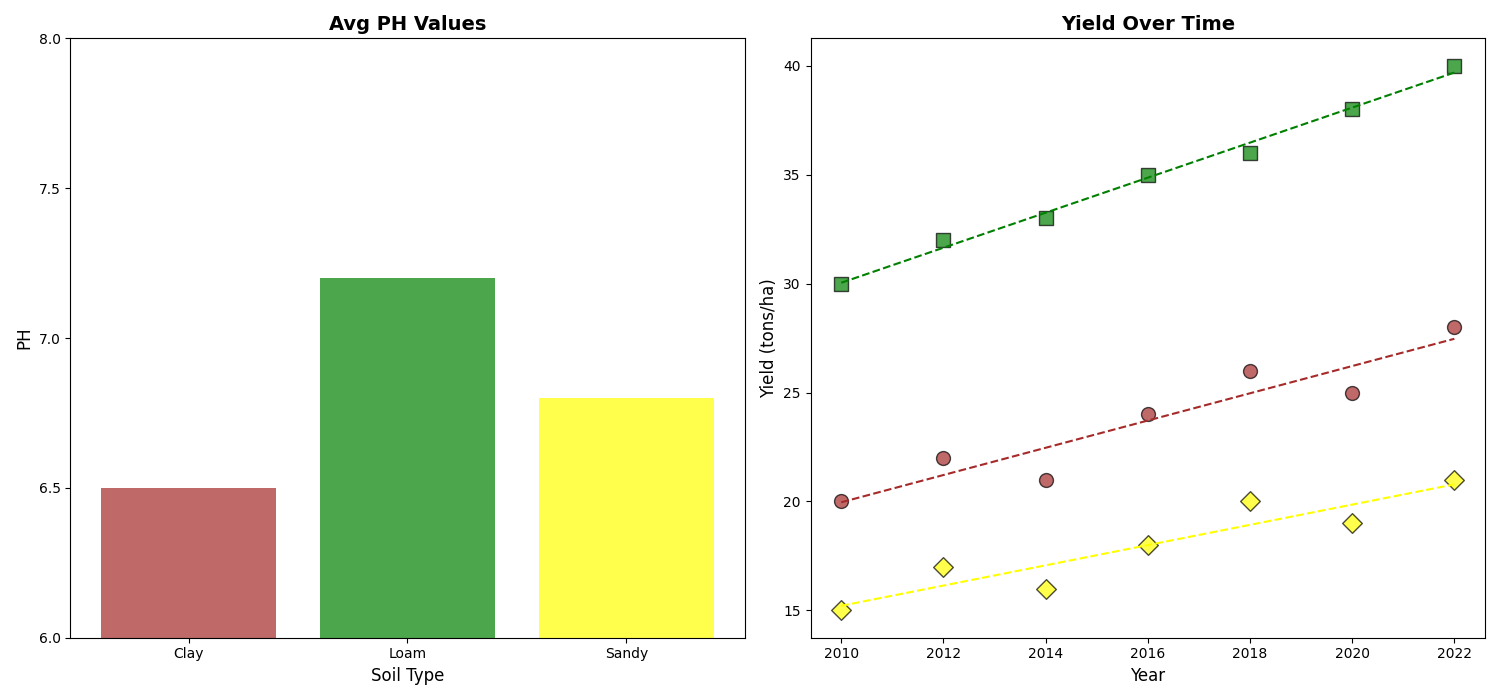 Avg PH Values
8.0
7.5
7.0
6.5
6.0
PH
Clay Loam Sandy
Soil Type
Yield Over Time
40
35
30
25
20
15
Yield (tons/ha)
2010 2012 2014 2016 2018 2020 2022
Year